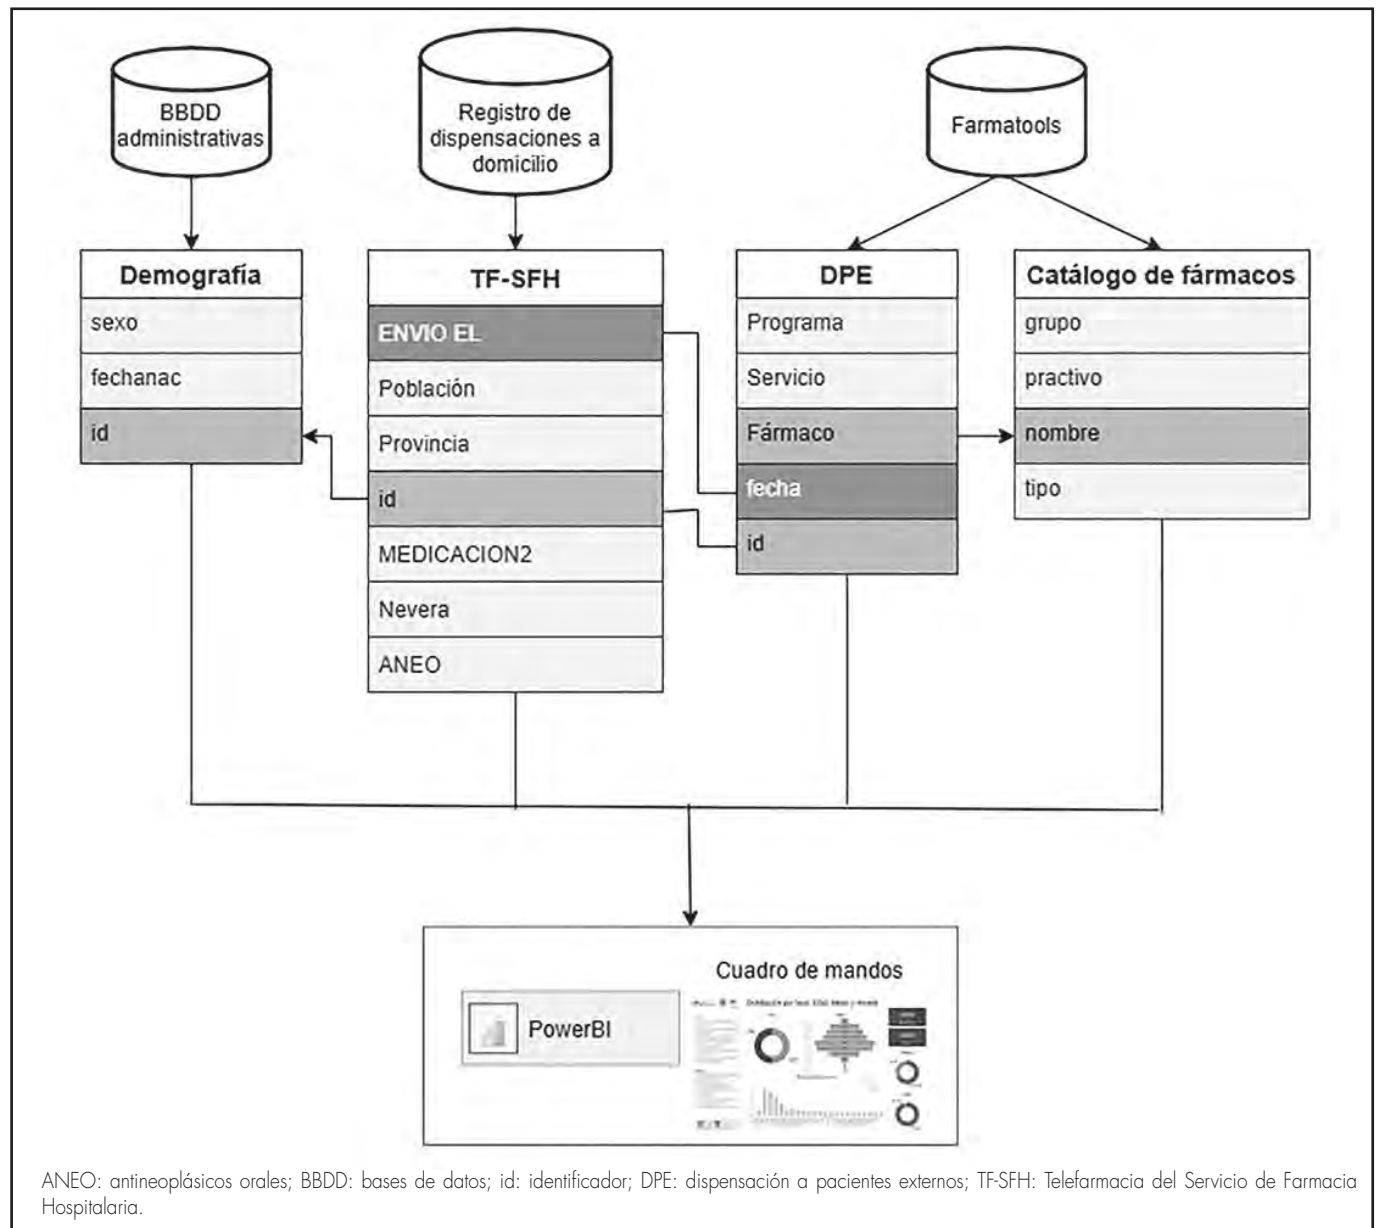 BBDD
administrativas
Registro de
dispensaciones a
domicilio
Farmatools
Demografía
sexo
fechanac
id
TF-SFH
ENVIO EL
Población
Provincia
id
MEDICACION2
Nevera
ANEO
DPE
Programa
Servicio
Fármaco
fecha
id
Catálogo de fármacos
grupo
practivo
nombre
tipo
Cuadro de mandos
PowerBI
ANEO: antineoplásicos orales; BBDD: bases de datos; id: identificador; DPE: dispensación a pacientes externos; TF-SFH: Telefarmacia del Servicio de Farmacia
Hospitalaria.